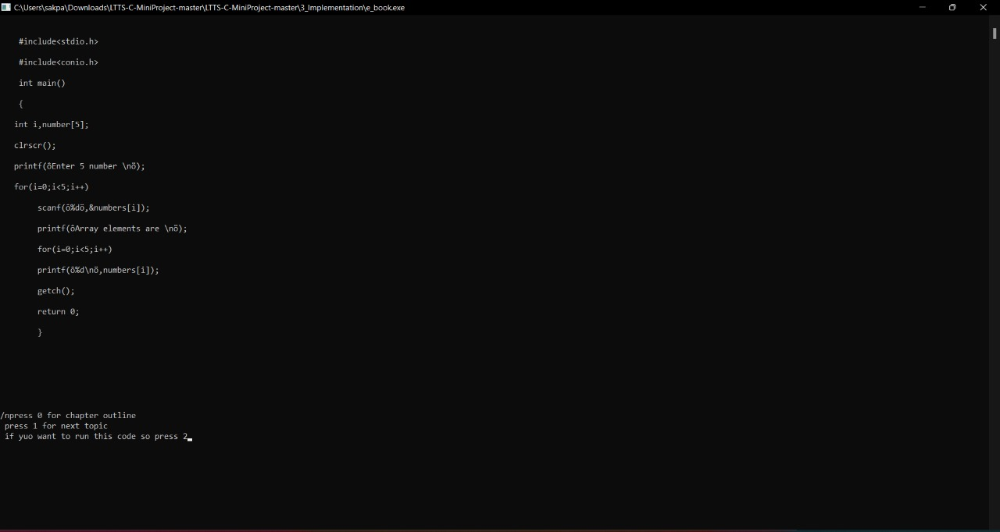 C:\Users\sakpa\Downloads\LTTS-C-MiniProject-master\LTTS-C-MiniProject-master\3_Implementation\e_book.exe
#include<stdio.h>
#include<conio.h>
int main()
{
int i,number[5];
clrscr();
printf(ôEnter 5 number \nö);
for(i=0;i<5;i++)
scanf(ö%dö,&numbers[i]);
printf(ôArray elements are \nö);
for(i=0;i<5;i++)
printf(ô%d\nö,numbers[i]);
getch();
return 0;
}
/npress 0 for chapter outline
press 1 for next topic
if yuo want to run this code so press 2